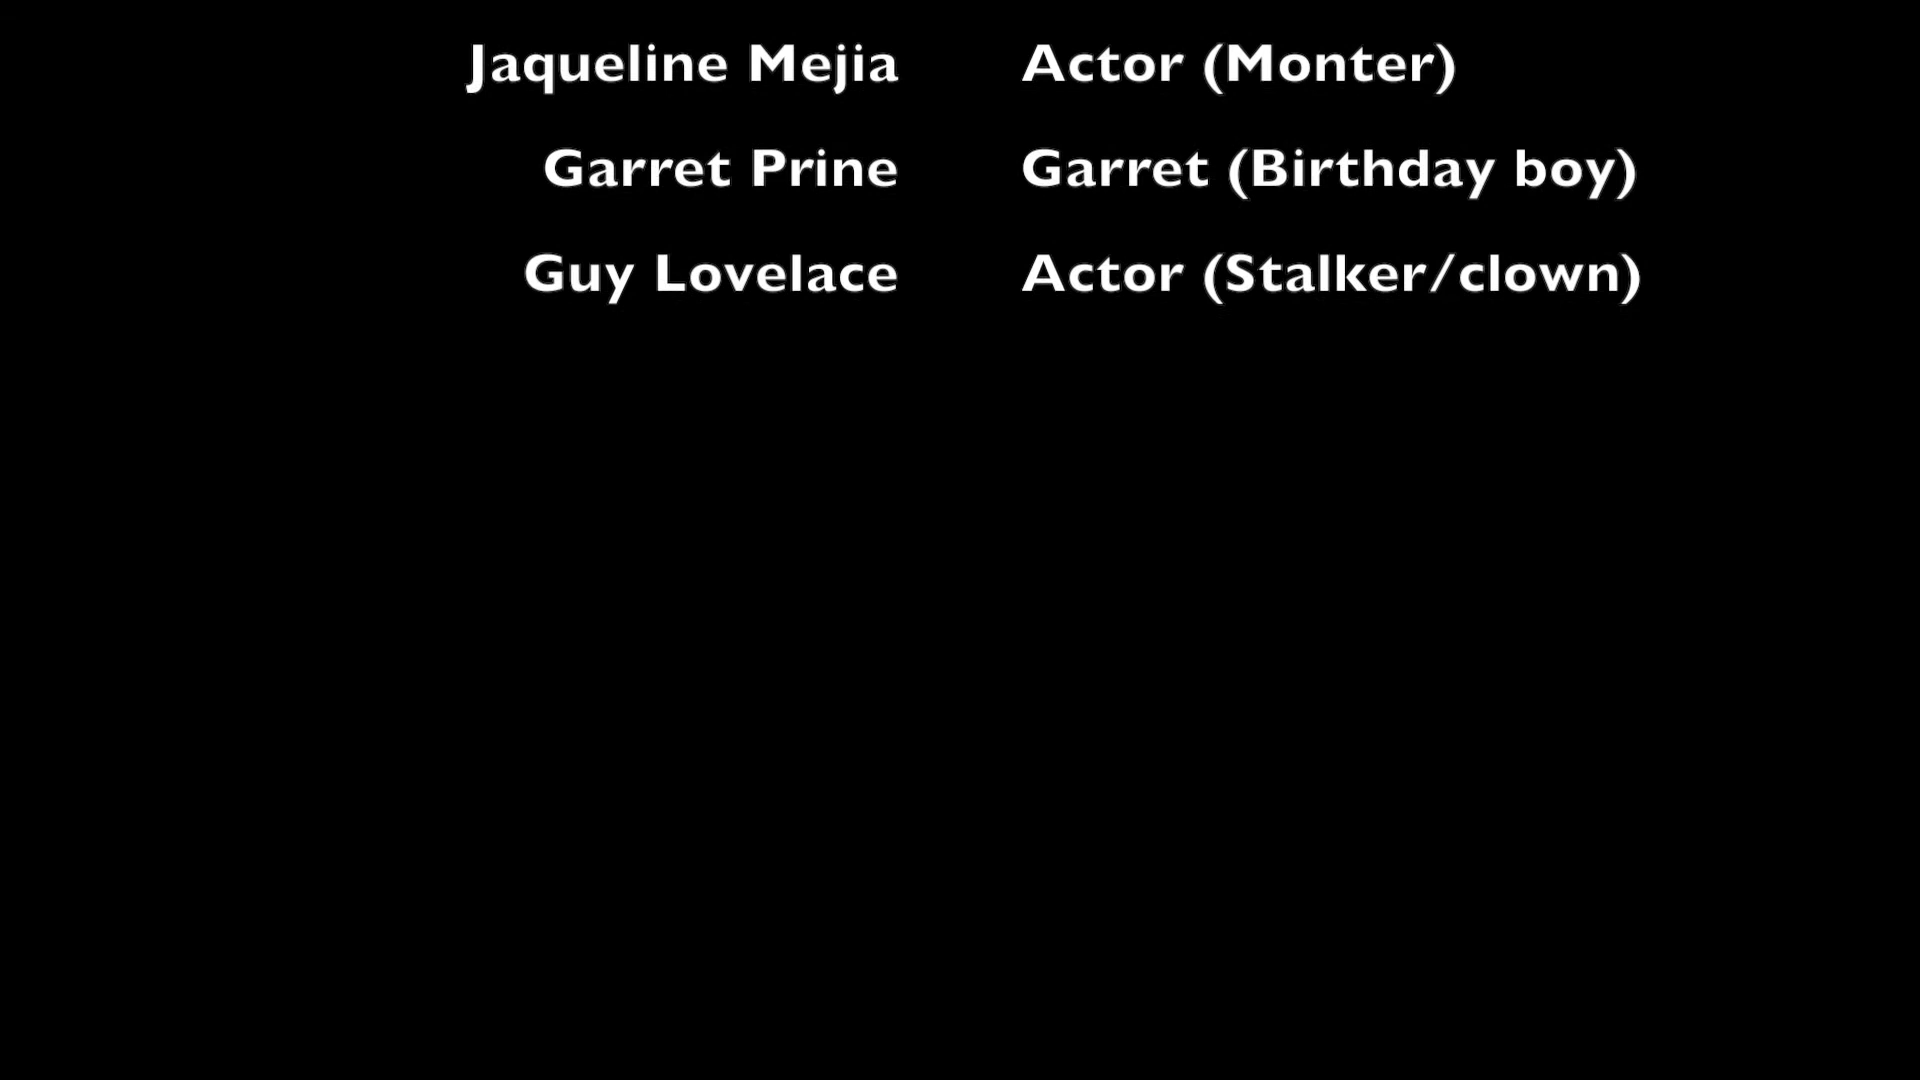 Jaqueline Mejia Actor (Monter)
Garret Prine Garret (Birthday boy)
Guy Lovelace Actor (Stalker/clown)